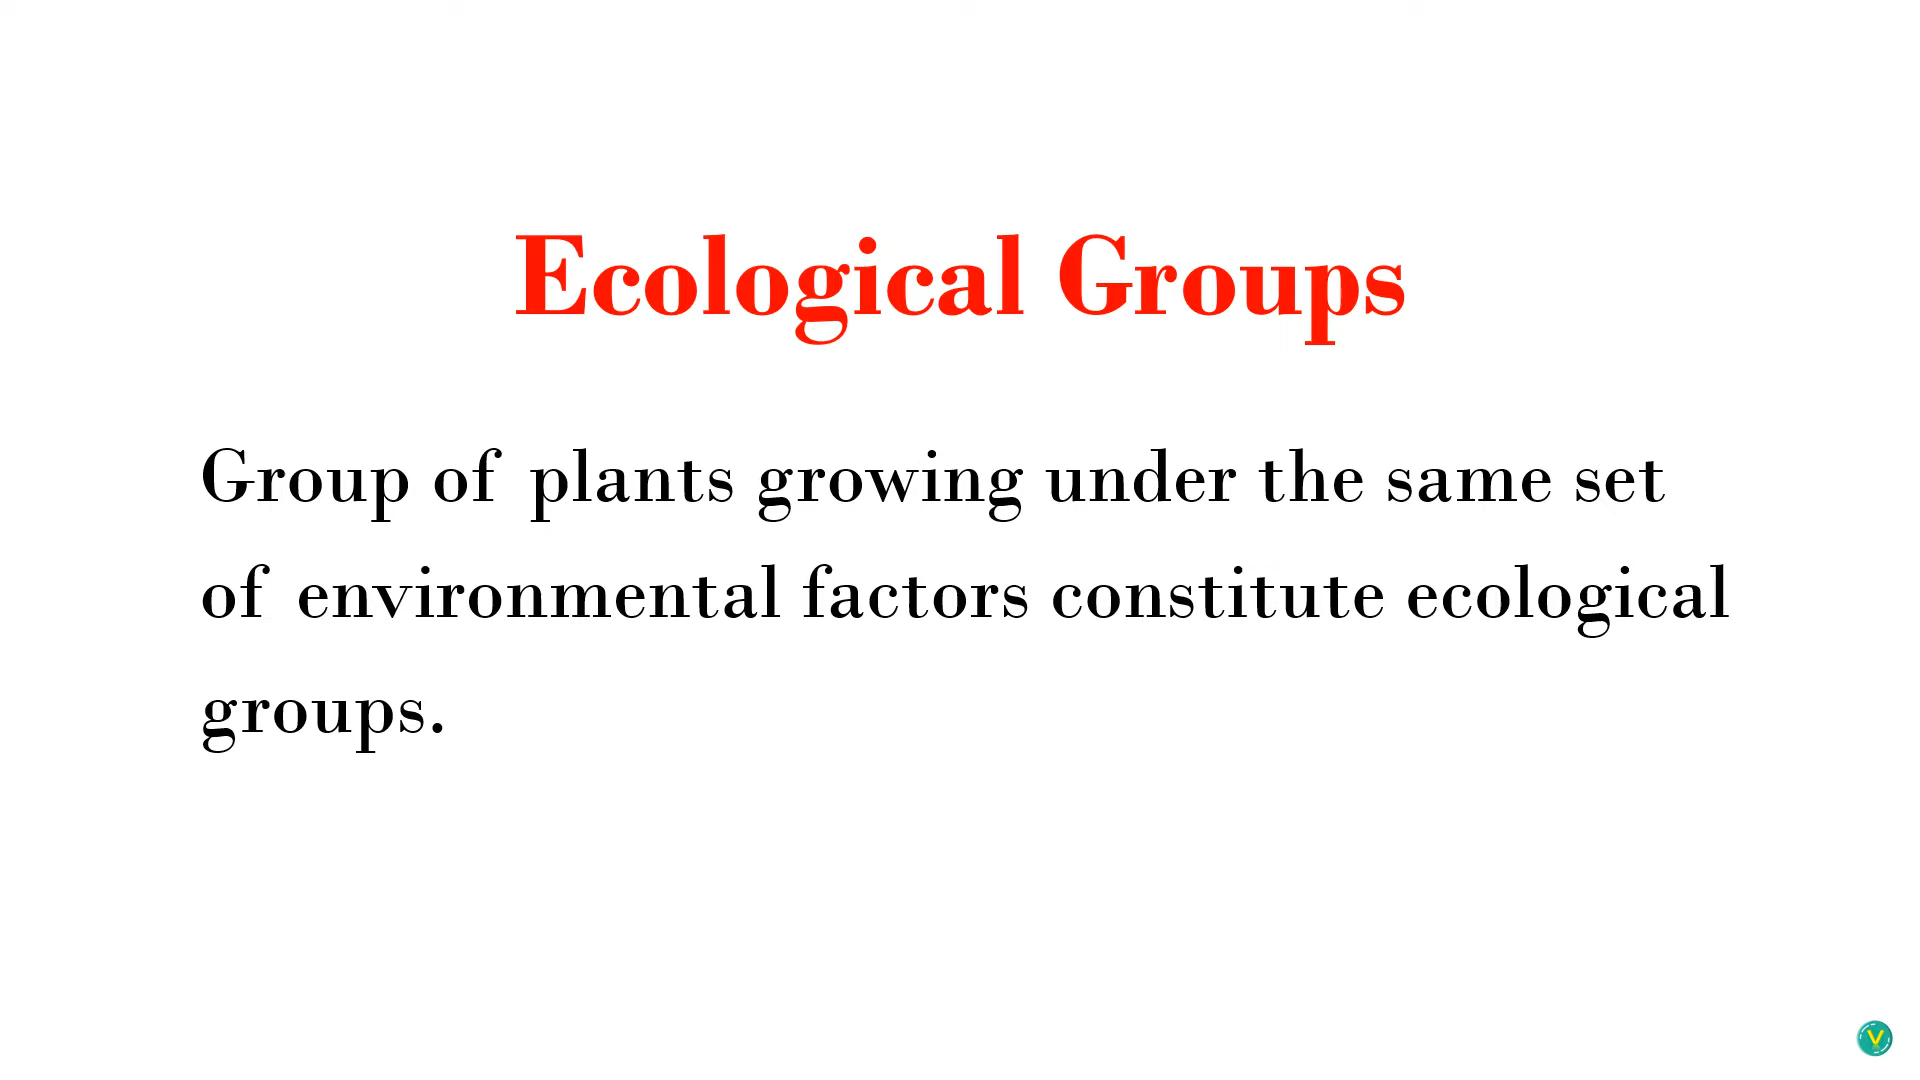 Ecological Groups
Group of plants growing under the same set
of environmental factors constitute ecological
groups.
V